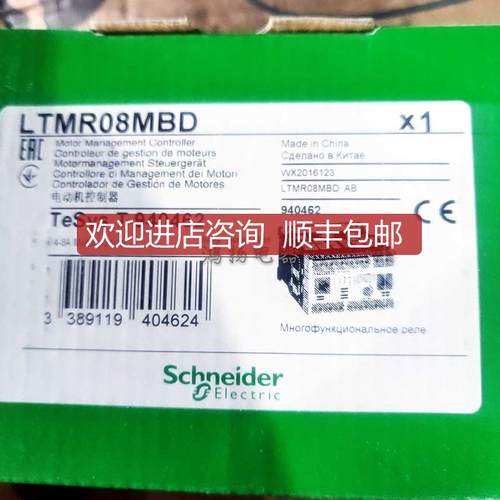 LTMR08MBD
x1
EAC
Motor Management Controller
Controleur de gestion de moteurs
Motormanagement Steuergerät
Controllore di Management dei Motori
Controlador de Gestion de Motores
电动机控制器
Made in China
Сделано в Китае
WX2016123
LTMR08MBD AB
940462
CE
TeSys T 940462
欢迎进店咨询 顺丰包邮
3 389119 404624
Многофункциональное реле
Schneider
Electric